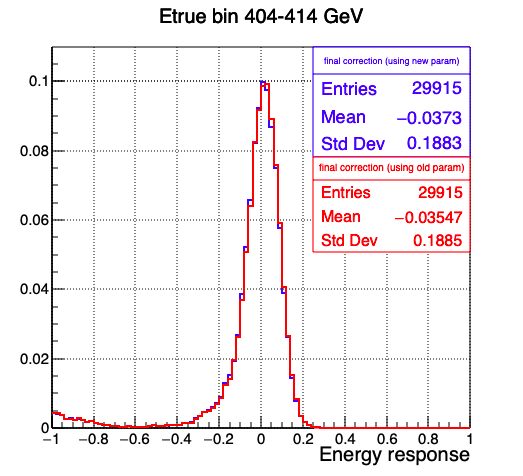 Etrue bin 404-414 GeV
final correction (using new param)
Entries 29915
Mean −0.0373
Std Dev 0.1883
final correction (using old param)
Entries 29915
Mean −0.03547
Std Dev 0.1885
0.1
0.08
0.06
0.04
0.02
0
−1 −0.8 −0.6 −0.4 −0.2 0 0.2 0.4 0.6 0.8 1
Energy response